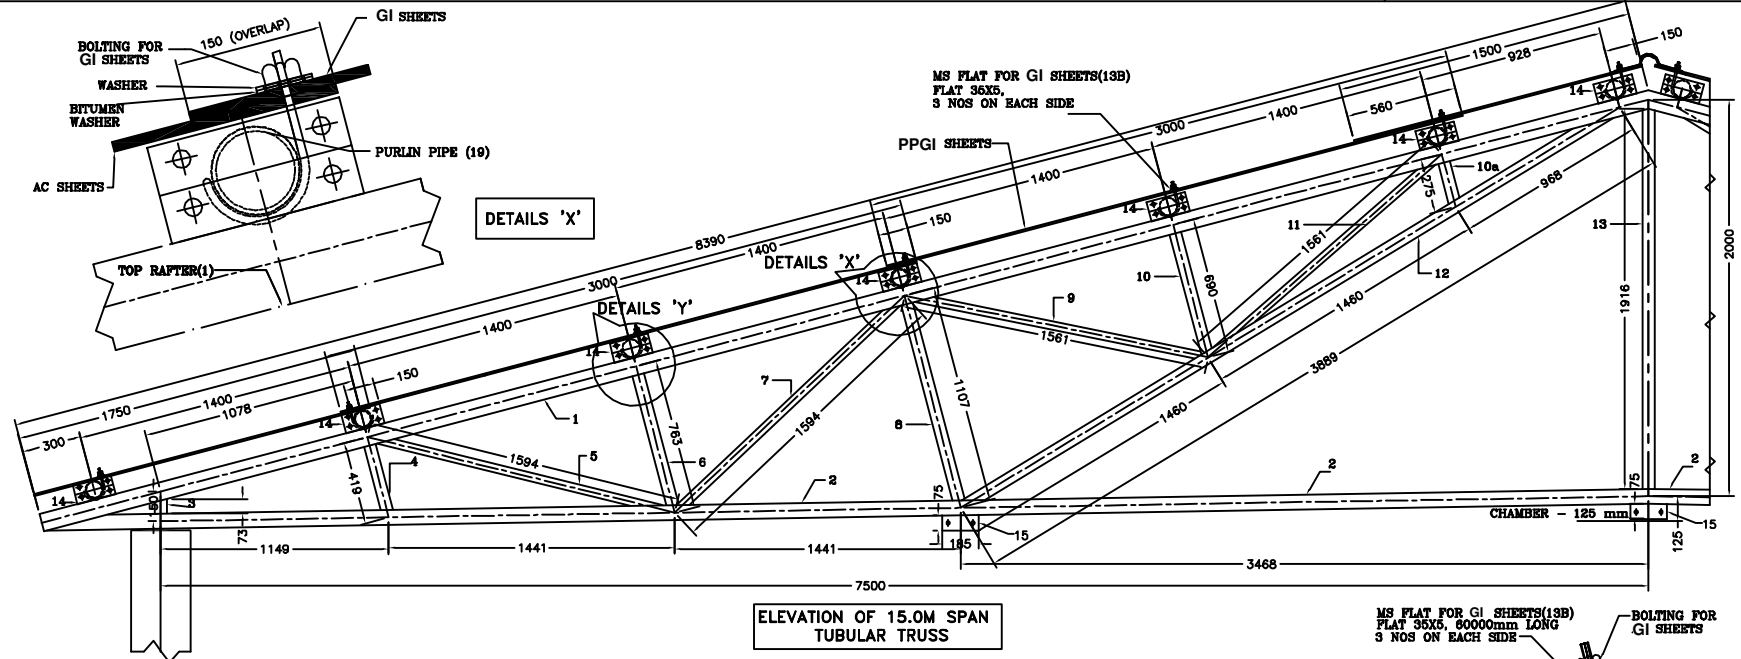 150 (OVERLAP)
GI SHEETS
BOLTING FOR
GI SHEETS
WASHER
BITUMEN
WASHER
PURLIN PIPE (19)
AC SHEETS
TOP RAFTER(1)
DETAILS 'X'
MS FLAT FOR GI SHEETS(13B)
FLAT 35X5,
3 NOS ON EACH SIDE
PPGI SHEETS
DETAILS 'X'
DETAILS 'Y'
8390
1500
928
150
560
1400
3000
1400
150
1400
3000
1400
150
1400
1750
1078
300
14
14
14
14
14
14
14
10a
275
968
11
1561
12
13
1916
2000
10
690
9
1561
1460
3889
1460
7
1594
8
1107
1
6
763
5
1594
4
419
3
60
73
2
2
2
75
75
15
15
185
125
CHAMBER - 125 mm
1149
1441
1441
3468
7500
ELEVATION OF 15.0M SPAN
TUBULAR TRUSS
MS FLAT FOR GI SHEETS(13B)
FLAT 35X5, 60000mm LONG
3 NOS ON EACH SIDE
BOLTING FOR
GI SHEETS